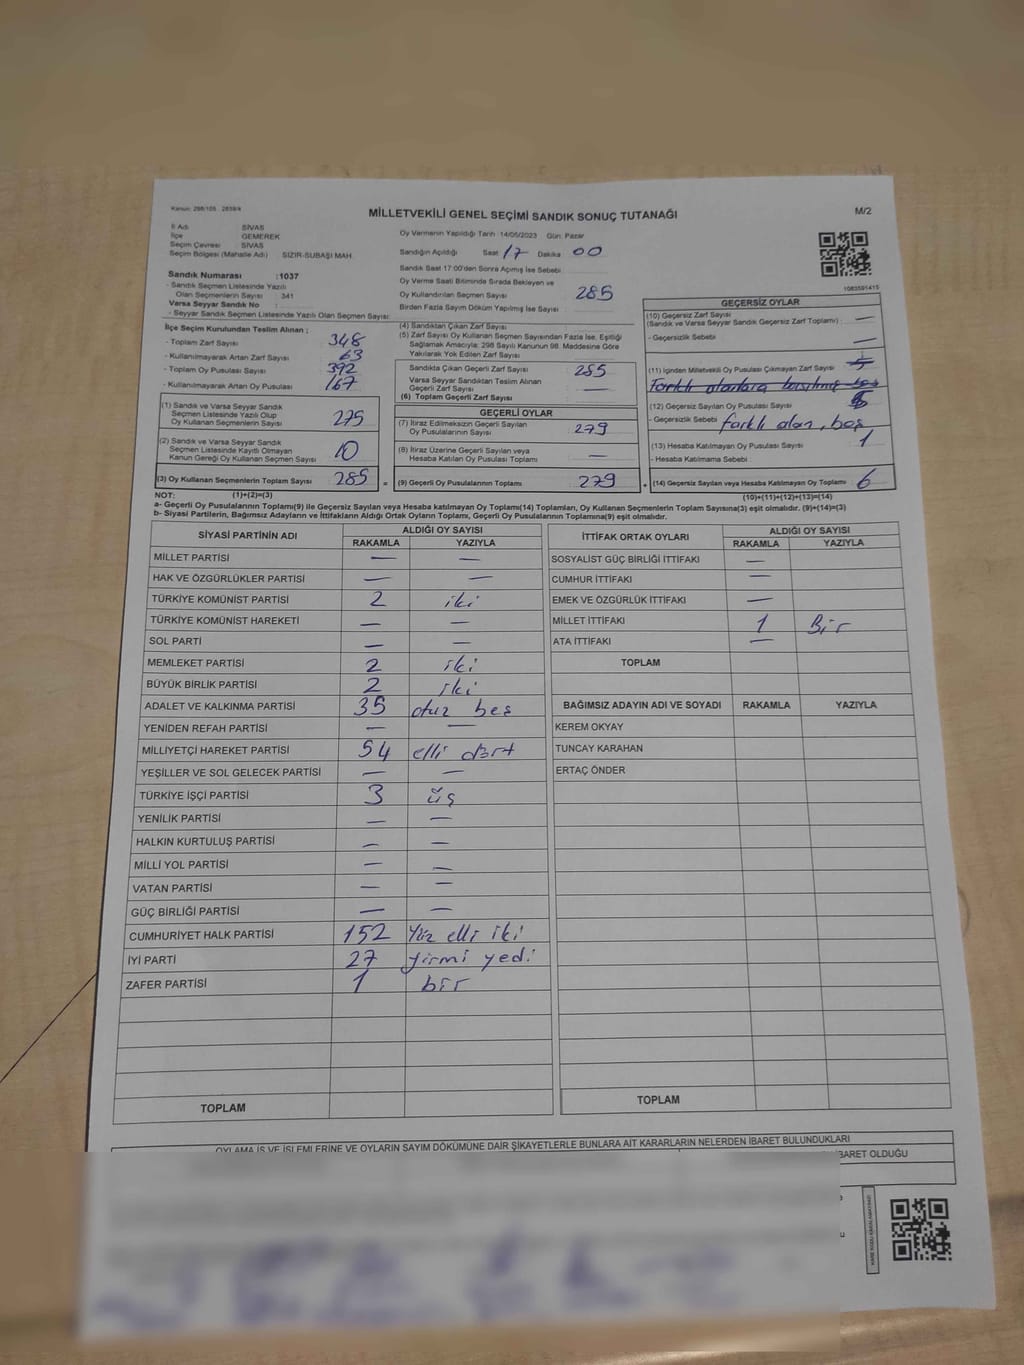 Kanun: 298/105 . 2839/4
MİLLETVEKİLİ GENEL SEÇİMİ SANDIK SONUÇ TUTANAĞI
M/2
İl Adı SİVAS
İlçe GEMEREK
Seçim Çevresi SİVAS
Seçim Bölgesi (Mahalle Adı) SIZIR-SUBAŞI MAH.
Sandık Numarası :1037
- Sandık Seçmen Listesinde Yazılı
Olan Seçmenlerin Sayısı : 341
Varsa Seyyar Sandık No :
- Seyyar Sandık Seçmen Listesinde Yazılı Olan Seçmen Sayısı:
Oy Vermenin Yapıldığı Tarih :14/05/2023 Gün: Pazar
Sandığın Açıldığı Saat 17 Dakika 00
Sandık Saat 17:00'den Sonra Açımış İse Sebebi
Oy Verme Saati Bitiminde Sırada Bekleyen ve
Oy Kullandırılan Seçmen Sayısı 285
Birden Fazla Sayım Döküm Yapılmış İse Sayısı
1083591415
İlçe Seçim Kurulundan Teslim Alınan ;
- Toplam Zarf Sayısı 348
- Kullanılmayarak Artan Zarf Sayısı 63
- Toplam Oy Pusulası Sayısı 392
- Kullanılmayarak Artan Oy Pusulası 167
(1) Sandık ve Varsa Seyyar Sandık
Seçmen Listesinde Yazılı Olup
Oy Kullanan Seçmenlerin Sayısı 275
(2) Sandık ve Varsa Seyyar Sandık
Seçmen Listesinde Kayıtlı Olmayan
Kanun Gereği Oy Kullanan Seçmen Sayısı 10
(3) Oy Kullanan Seçmenlerin Toplam Sayısı 285 =
(4) Sandıktan Çıkan Zarf Sayısı
(5) Zarf Sayısı Oy Kullanan Seçmen Sayısından Fazla İse, Eşitliği
Sağlamak Amacıyla; 298 Sayılı Kanunun 98. Maddesine Göre
Yakılarak Yok Edilen Zarf Sayısı
Sandıkta Çıkan Geçerli Zarf Sayısı 285
Varsa Seyyar Sandıktan Teslim Alınan
Geçerli Zarf Sayısı : —
(6) Toplam Geçerli Zarf Sayısı :
GEÇERLİ OYLAR
(7) İtiraz Edilmeksizin Geçerli Sayılan
Oy Pusulalarının Sayısı : 279
(8) İtiraz Üzerine Geçerli Sayılan veya
Hesaba Katılan Oy Pusulası Toplamı : —
(9) Geçerli Oy Pusulalarının Toplamı : 279 +
GEÇERSİZ OYLAR
(10) Geçersiz Zarf Sayısı
(Sandık ve Varsa Seyyar Sandık Geçersiz Zarf Toplamı) : —
- Geçersizlik Sebebi : —
(11) İçinden Milletvekili Oy Pusulası Çıkmayan Zarf Sayısı 5
Farklı alanlara basılmış beş
(12) Geçersiz Sayılan Oy Pusulası Sayısı 5
- Geçersizlik Sebebi farklı alan, beş
(13) Hesaba Katılmayan Oy Pusulası Sayısı 1
- Hesaba Katılmama Sebebi :
(14) Geçersiz Sayılan veya Hesaba Katılmayan Oy Toplamı : 6
NOT: (1)+(2)=(3) (10)+(11)+(12)+(13)=(14)
a- Geçerli Oy Pusulalarının Toplamı(9) ile Geçersiz Sayılan veya Hesaba katılmayan Oy Toplamı(14) Toplamları, Oy Kullanan Seçmenlerin Toplam Sayısına(3) eşit olmalıdır. (9)+(14)=(3)
b- Siyasi Partilerin, Bağımsız Adayların ve İttifakların Aldığı Ortak Oyların Toplamı, Geçerli Oy Pusulalarının Toplamına(9) eşit olmalıdır.
SİYASİ PARTİNİN ADI ALDIĞI OY SAYISI
RAKAMLA YAZIYLA
MİLLET PARTİSİ — —
HAK VE ÖZGÜRLÜKLER PARTİSİ — —
TÜRKİYE KOMÜNİST PARTİSİ 2 iki
TÜRKİYE KOMÜNİST HAREKETİ — —
SOL PARTİ — —
MEMLEKET PARTİSİ 2 iki
BÜYÜK BİRLİK PARTİSİ 2 iki
ADALET VE KALKINMA PARTİSİ 35 otuz beş
YENİDEN REFAH PARTİSİ — —
MİLLİYETÇİ HAREKET PARTİSİ 54 elli dört
YEŞİLLER VE SOL GELECEK PARTİSİ — —
TÜRKİYE İŞÇİ PARTİSİ 3 üç
YENİLİK PARTİSİ — —
HALKIN KURTULUŞ PARTİSİ — —
MİLLİ YOL PARTİSİ — —
VATAN PARTİSİ — —
GÜÇ BİRLİĞİ PARTİSİ — —
CUMHURİYET HALK PARTİSİ 152 Yüz elli iki
İYİ PARTİ 27 yirmi yedi
ZAFER PARTİSİ 1 bir
TOPLAM
İTTİFAK ORTAK OYLARI ALDIĞI OY SAYISI
RAKAMLA YAZIYLA
SOSYALİST GÜÇ BİRLİĞİ İTTİFAKI —
CUMHUR İTTİFAKI —
EMEK VE ÖZGÜRLÜK İTTİFAKI —
MİLLET İTTİFAKI 1 Bir
ATA İTTİFAKI —
TOPLAM
BAĞIMSIZ ADAYIN ADI VE SOYADI RAKAMLA YAZIYLA
KEREM OKYAY
TUNCAY KARAHAN
ERTAÇ ÖNDER
TOPLAM
OYLAMA İŞ VE İŞLEMLERİNE VE OYLARIN SAYIM DÖKÜMÜNE DAİR ŞİKAYETLERLE BUNLARA AİT KARARLARIN NELERDEN İBARET BULUNDUKLARI
İBARET OLDUĞU